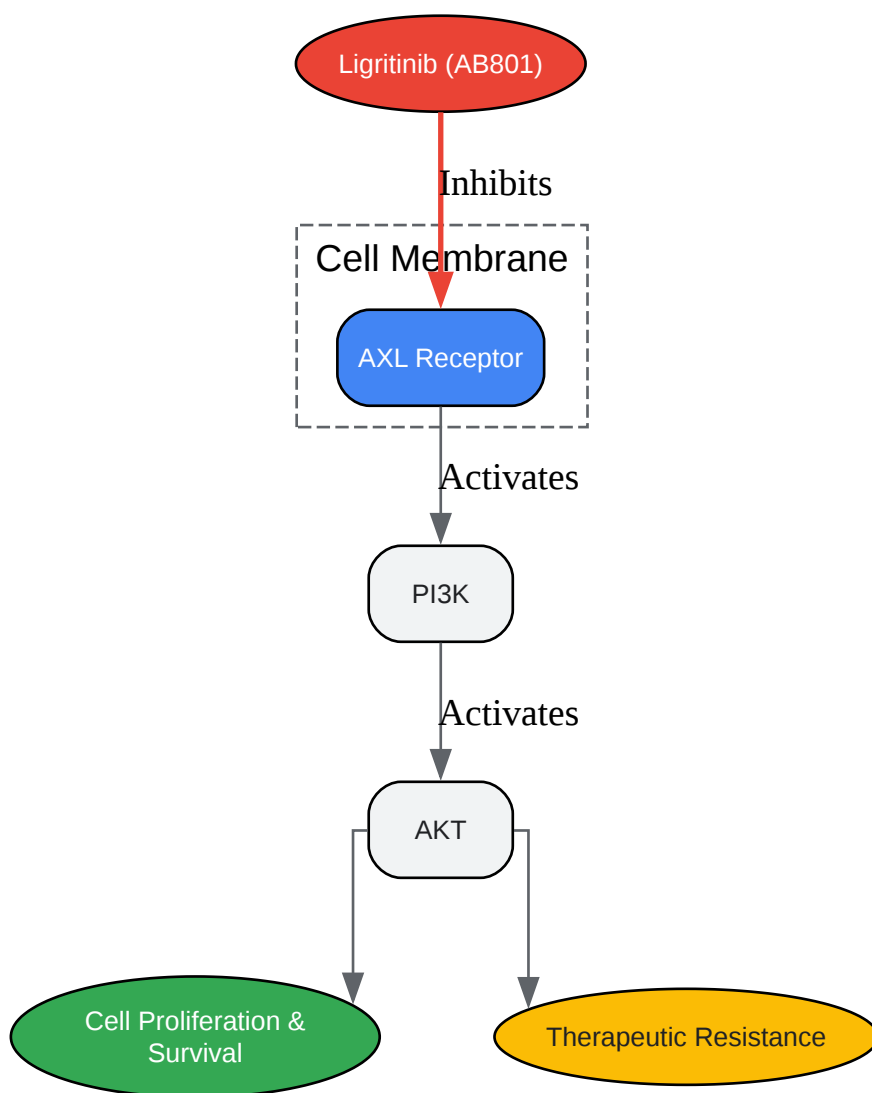 Ligritinib (AB801)
Inhibits
Cell Membrane
AXL Receptor
Activates
PI3K
Activates
AKT
Cell Proliferation &
Survival
Therapeutic Resistance